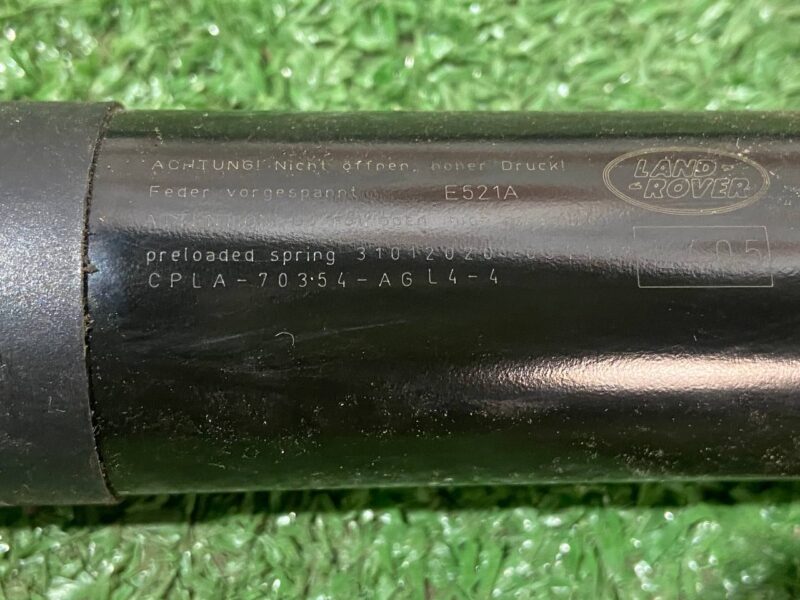 ACHTUNG! Nicht öffnen, hoher Druck!
Feder vorgespannt E521A
LAND
ROVER
preloaded spring 31012020
CPLA-70354-AG L4-4